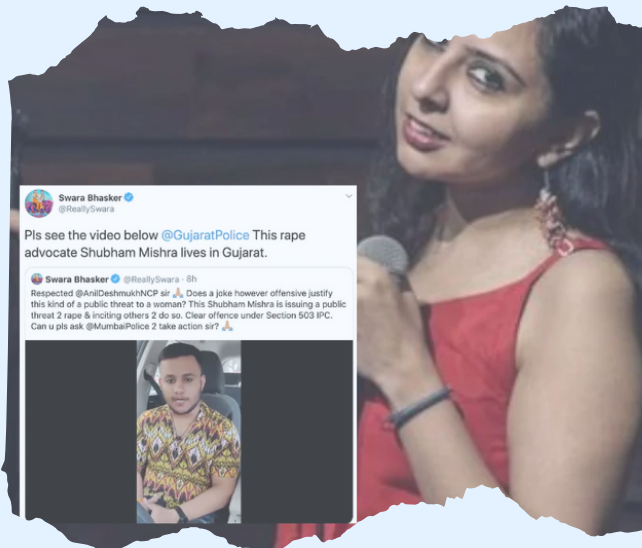 Swara Bhasker
@ReallySwara
Pls see the video below @GujaratPolice This rape
advocate Shubham Mishra lives in Gujarat.
Swara Bhasker @ReallySwara · 8h
Respected @AnilDeshmukhNCP sir 🙏 Does a joke however offensive justify
this kind of a public threat to a woman? This Shubham Mishra is issuing a public
threat 2 rape & inciting others 2 do so. Clear offence under Section 503 IPC.
Can u pls ask @MumbaiPolice 2 take action sir? 🙏